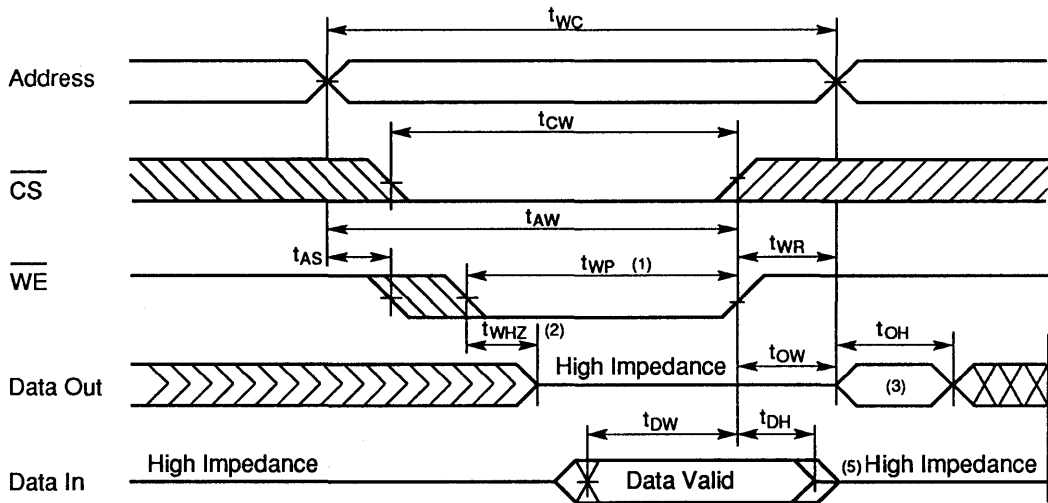 tWC
Address
tCW
CS
tAW
tAS
tWR
WE
tWP (1)
tWHZ (2)
tOH
High Impedance
tOW
Data Out
(3)
tDW
tDH
High Impedance
Data Valid
(5) High Impedance
Data In